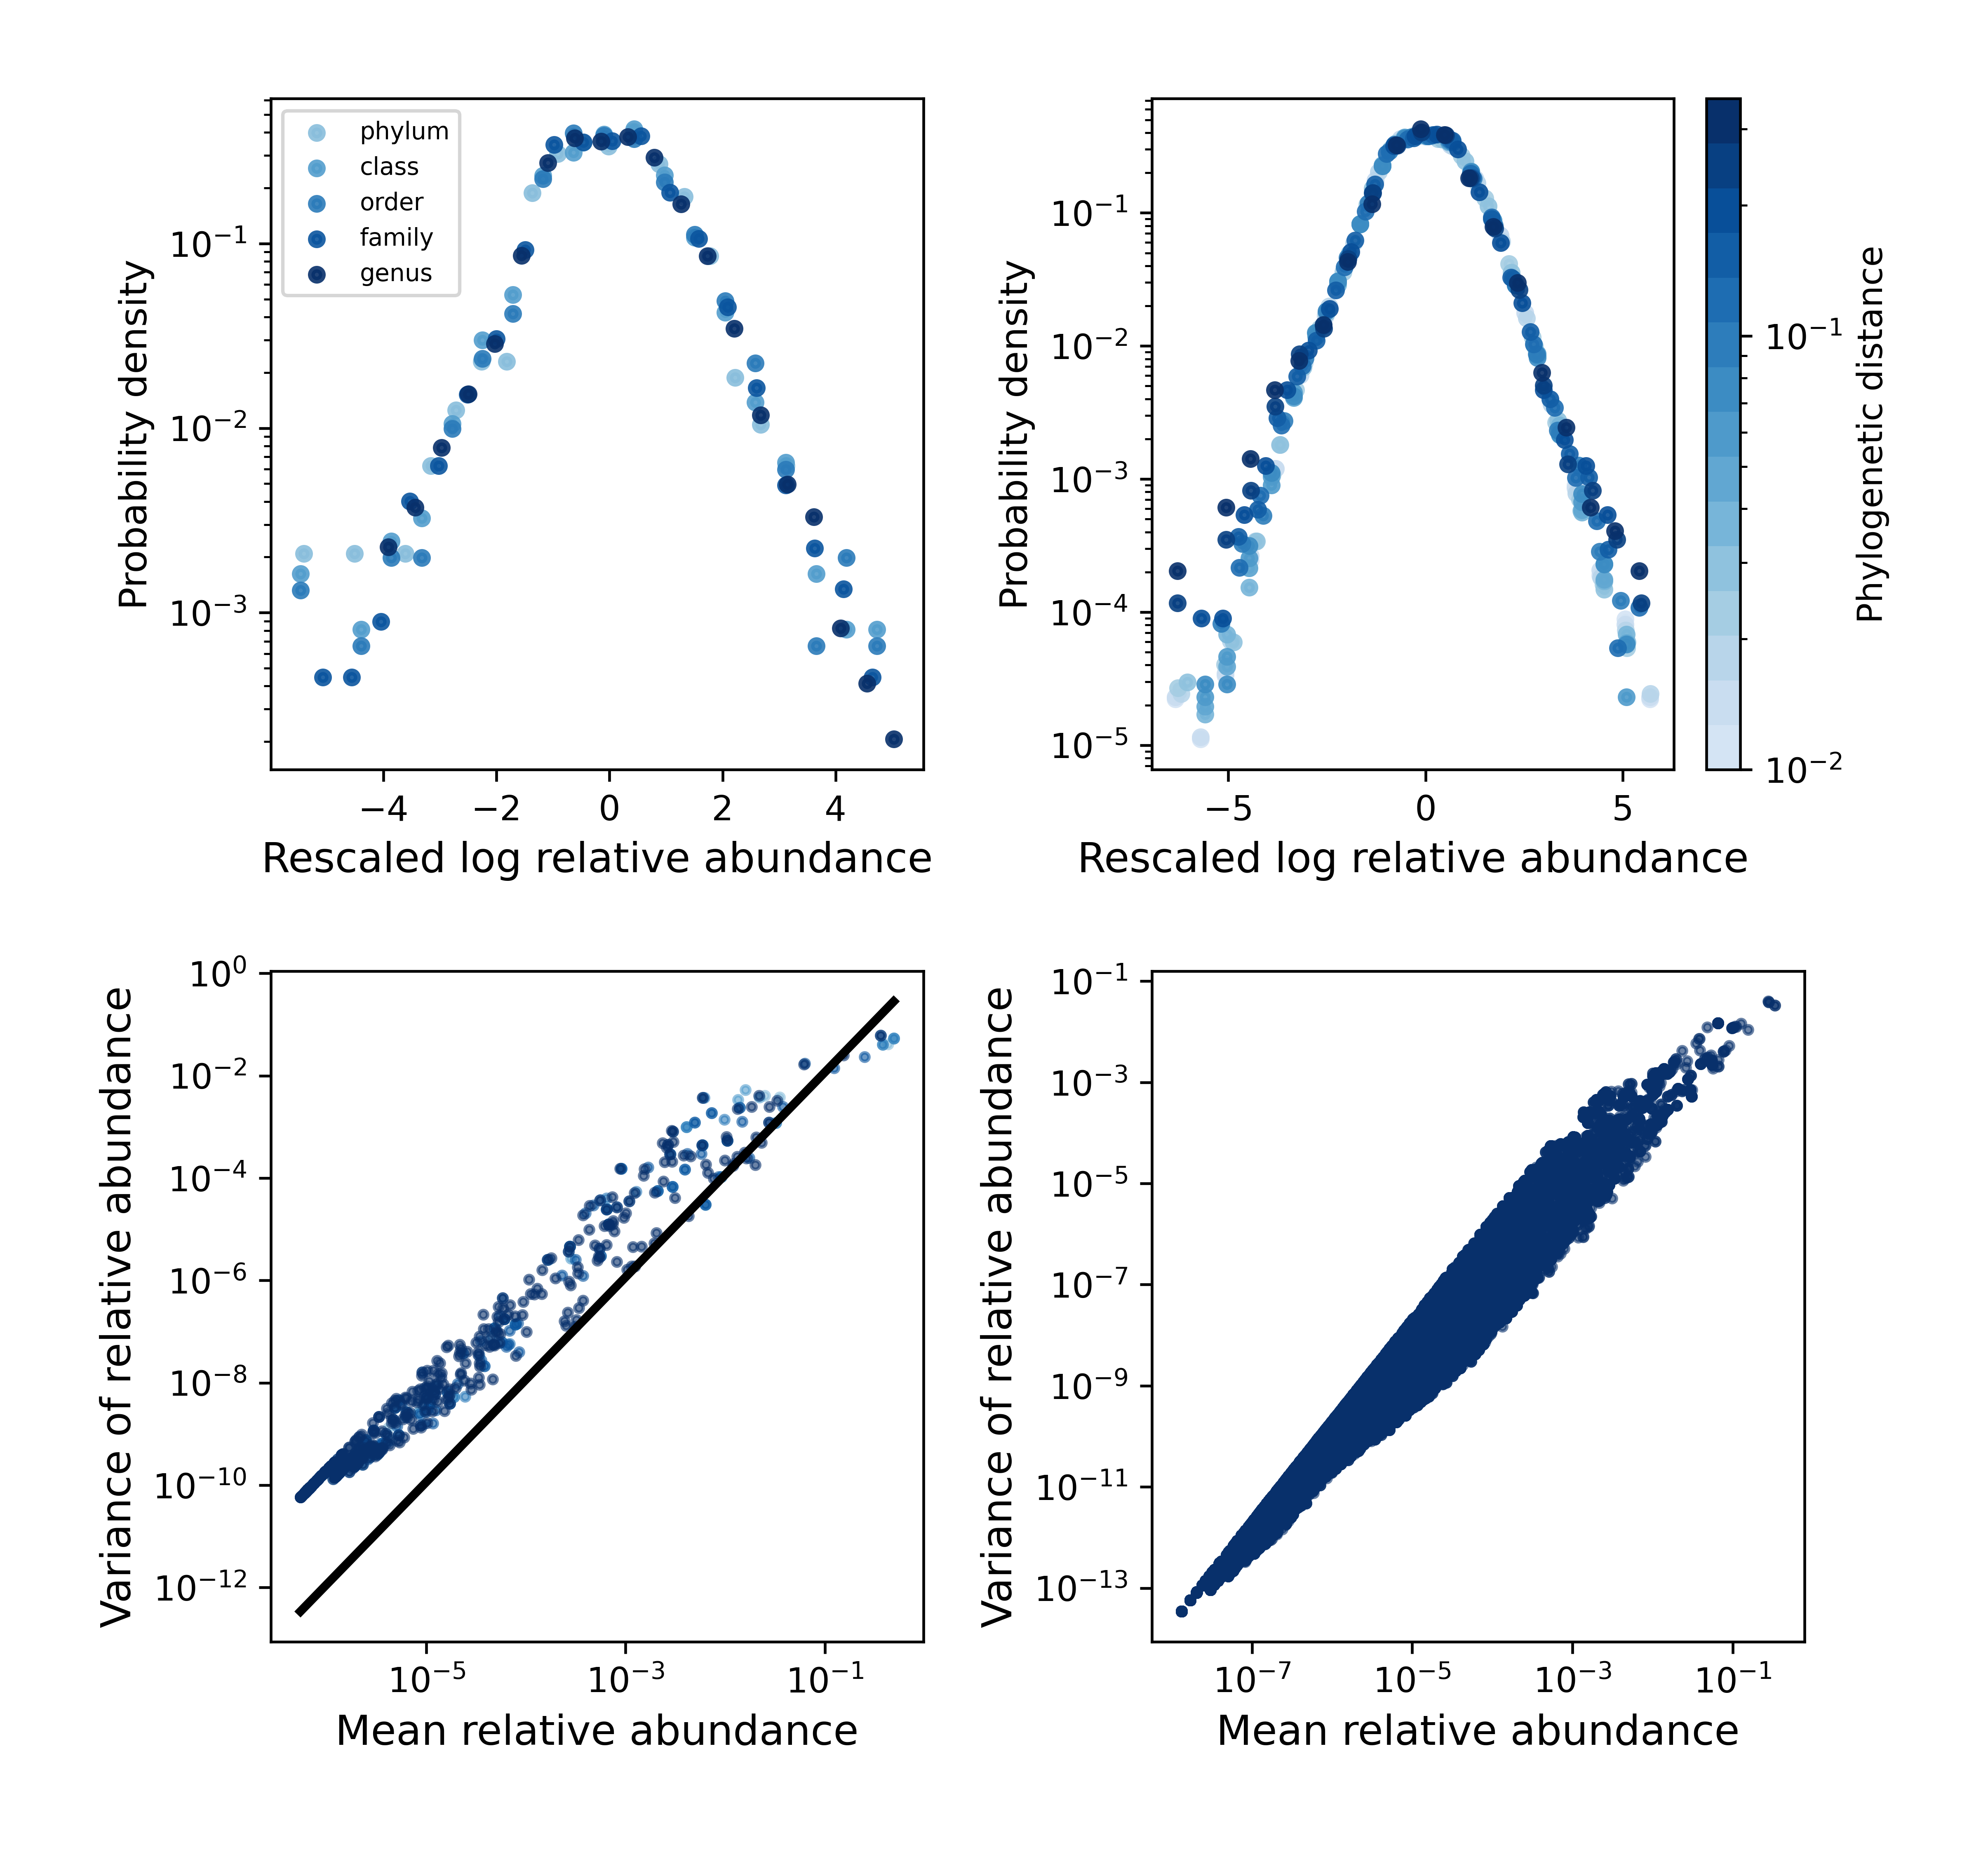 phylum
class
order
family
genus
10⁻¹
10⁻²
10⁻³
Probability density
−4 −2 0 2 4
Rescaled log relative abundance
10⁻¹
10⁻²
10⁻³
10⁻⁴
10⁻⁵
Probability density
−5 0 5
Rescaled log relative abundance
10⁻¹
10⁻²
Phylogenetic distance
10⁰
10⁻²
10⁻⁴
10⁻⁶
10⁻⁸
10⁻¹⁰
10⁻¹²
Variance of relative abundance
10⁻⁵ 10⁻³ 10⁻¹
Mean relative abundance
10⁻¹
10⁻³
10⁻⁵
10⁻⁷
10⁻⁹
10⁻¹¹
10⁻¹³
Variance of relative abundance
10⁻⁷ 10⁻⁵ 10⁻³ 10⁻¹
Mean relative abundance